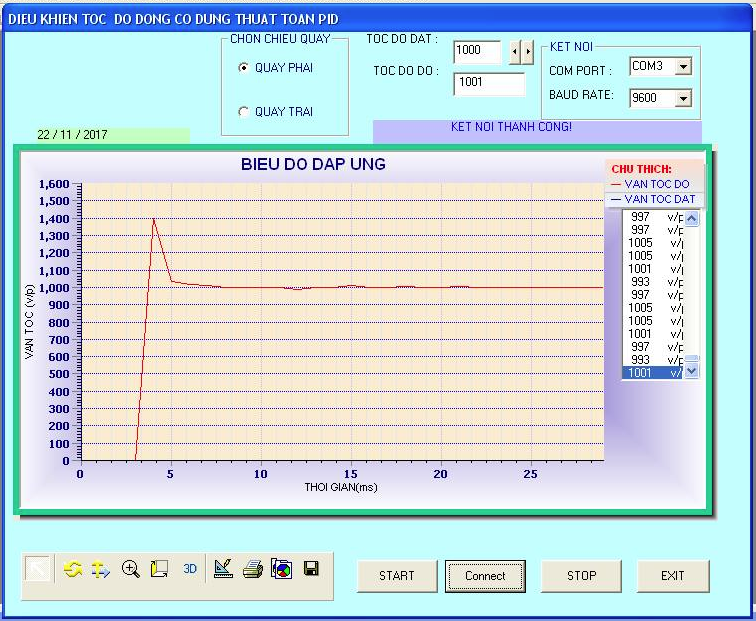 DIEU KHIEN TOC DO DONG CO DUNG THUAT TOAN PID
CHON CHIEU QUAY
QUAY PHAI
QUAY TRAI
TOC DO DAT :
1000
TOC DO DO :
1001
KET NOI
COM PORT :
COM3
BAUD RATE:
9600
22 / 11 / 2017
KET NOI THANH CONG!
BIEU DO DAP UNG
CHU THICH:
VAN TOC DO
VAN TOC DAT
997 v/p
997 v/p
1005 v/p
1005 v/p
1001 v/p
993 v/p
997 v/p
1005 v/p
1005 v/p
1001 v/p
997 v/p
993 v/p
1001 v/
VAN TOC (v/p)
1,600
1,500
1,400
1,300
1,200
1,100
1,000
900
800
700
600
500
400
300
200
100
0
0 5 10 15 20 25
THOI GIAN(ms)
3D
START
Connect
STOP
EXIT